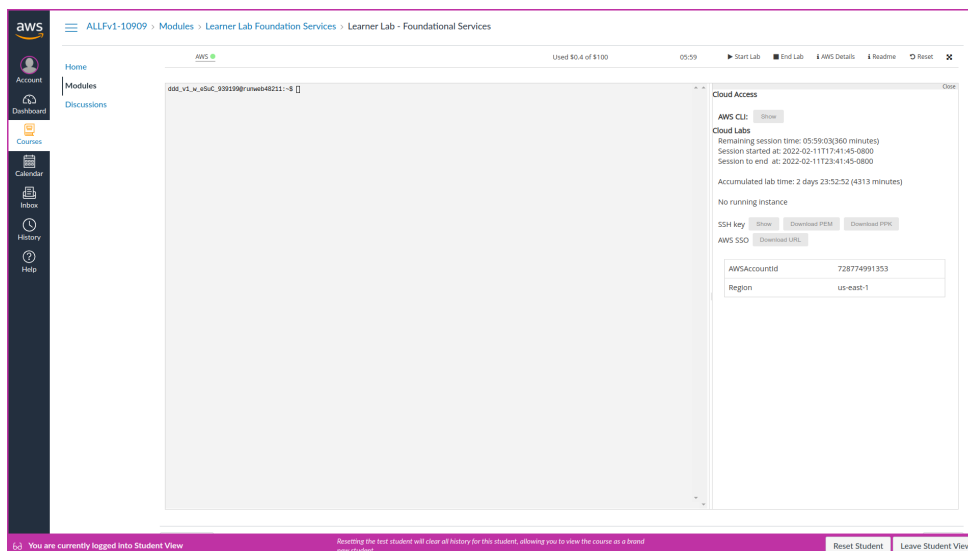 aws
ALLFv1-10909 > Modules > Learner Lab Foundation Services > Learner Lab - Foundational Services
Account
Dashboard
Courses
Calendar
Inbox
History
Help
Home
Modules
Discussions
AWS
Used $0.4 of $100
05:59
Start Lab
End Lab
AWS Details
Readme
Reset
ddd_v1_w_eSuC_939199@runweb48211:~$
Close
Cloud Access
AWS CLI: Show
Cloud Labs
Remaining session time: 05:59:03(360 minutes)
Session started at: 2022-02-11T17:41:45-0800
Session to end at: 2022-02-11T23:41:45-0800
Accumulated lab time: 2 days 23:52:52 (4313 minutes)
No running instance
SSH key Show Download PEM Download PPK
AWS SSO Download URL
AWSAccountId 728774991353
Region us-east-1
You are currently logged into Student View
Resetting the test student will clear all history for this student, allowing you to view the course as a brand
new student.
Reset Student
Leave Student View